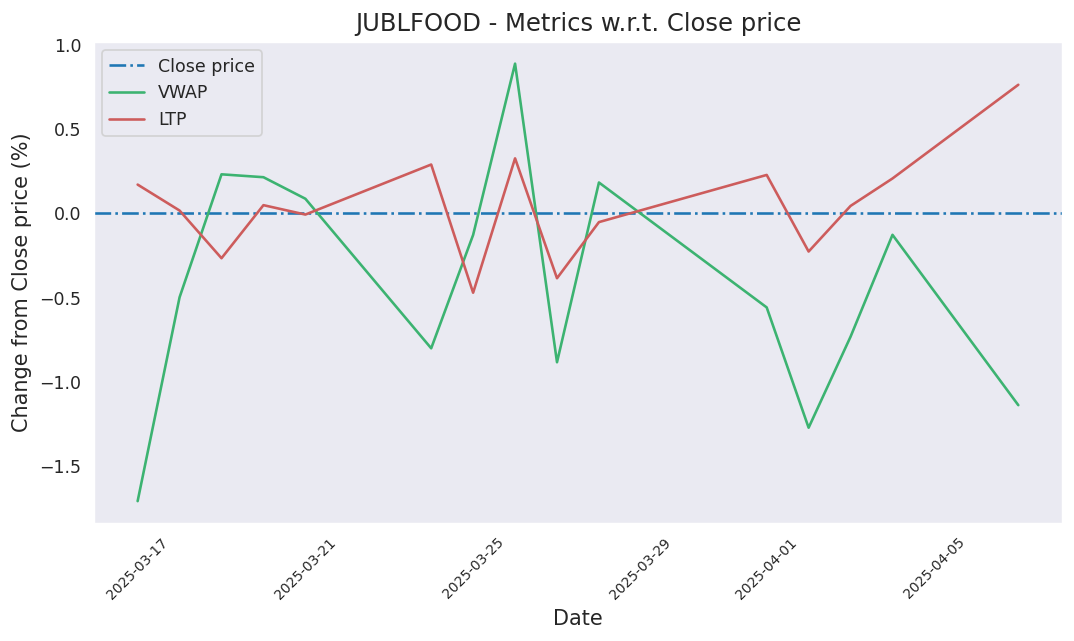 JUBLFOOD - Metrics w.r.t. Close price
Close price
VWAP
LTP
Change from Close price (%)
1.0
0.5
0.0
−0.5
−1.0
−1.5
2025-03-17
2025-03-21
2025-03-25
2025-03-29
2025-04-01
2025-04-05
Date